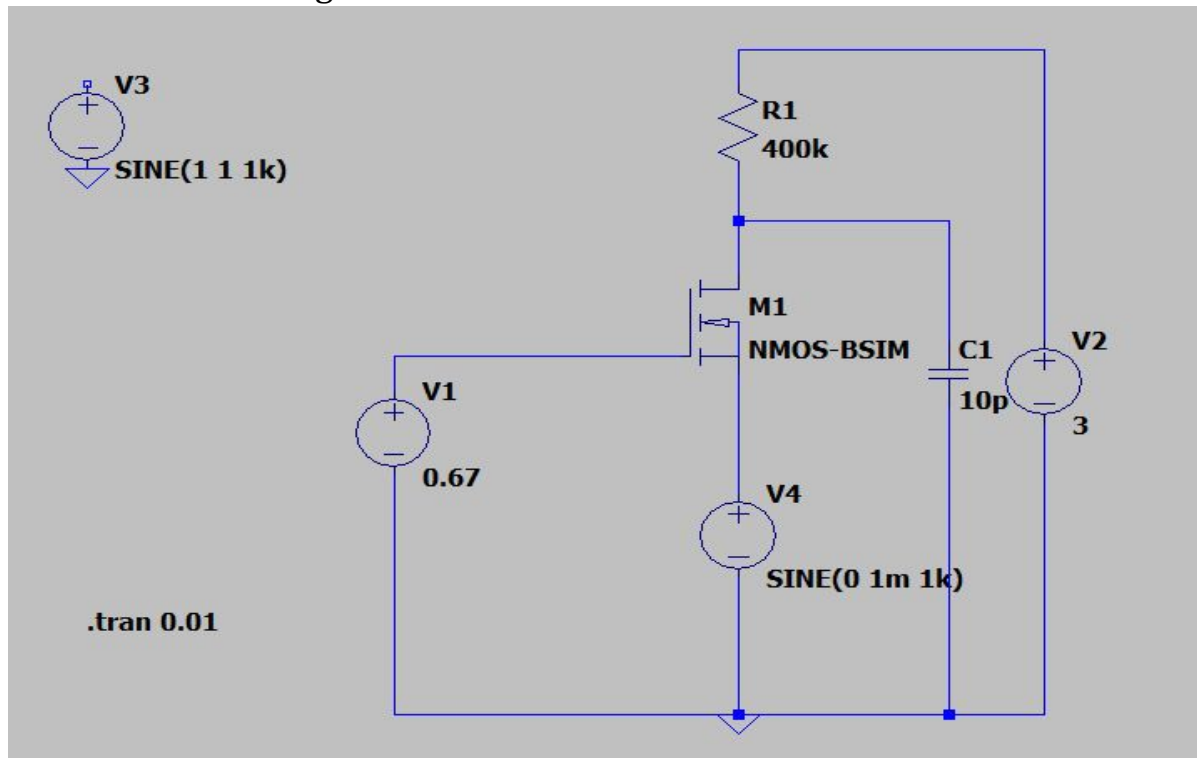 V3
SINE(1 1 1k)
R1
400k
M1
NMOS-BSIM
C1
10p
V2
3
V1
0.67
V4
SINE(0 1m 1k)
.tran 0.01